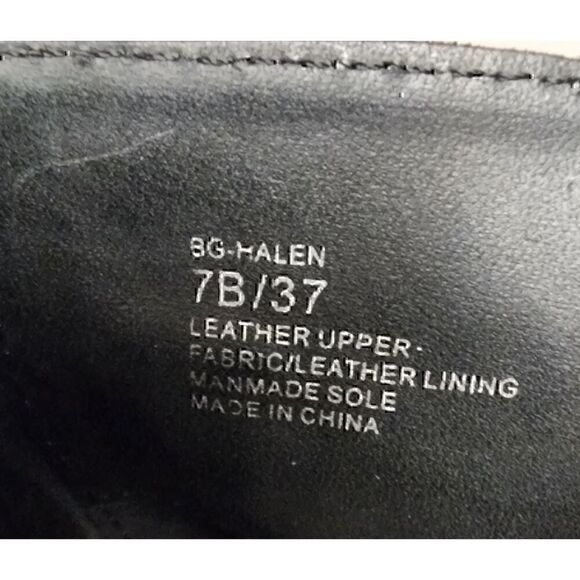 BG-HALEN
7B/37
LEATHER UPPER-
FABRIC/LEATHER LINING
MANMADE SOLE
MADE IN CHINA